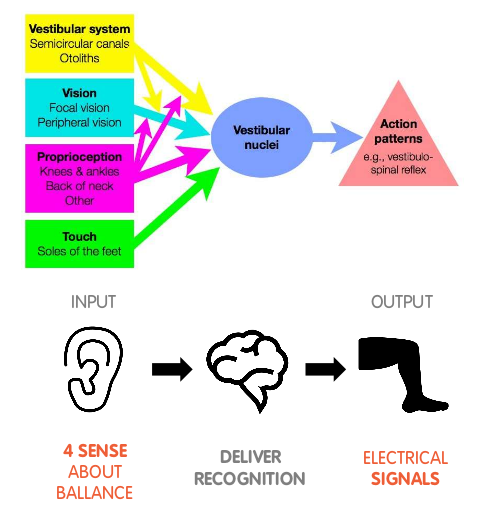 Vestibular system
Semicircular canals
Otoliths
Vision
Focal vision
Peripheral vision
Proprioception
Knees & ankles
Back of neck
Other
Touch
Soles of the feet
Vestibular
nuclei
Action
patterns
e.g., vestibulo-
spinal reflex
INPUT
OUTPUT
4 SENSE
ABOUT
BALLANCE
DELIVER
RECOGNITION
ELECTRICAL
SIGNALS